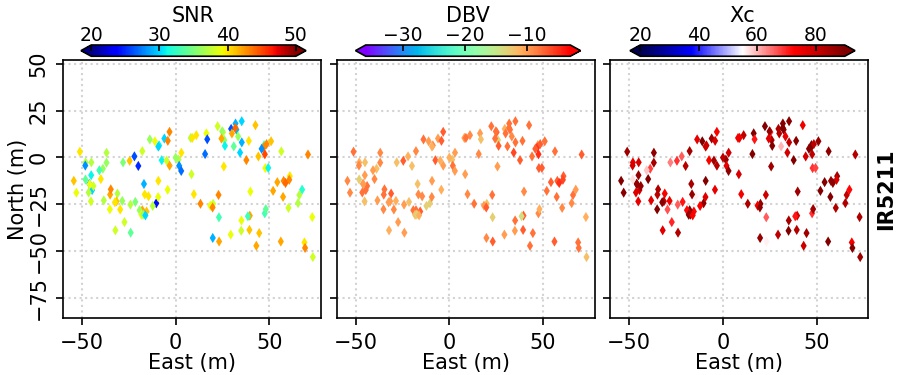 SNR DBV Xc
20 30 40 50 −30 −20 −10 20 40 60 80
50
25
0
−25
−50
−75
North (m)
−50 0 50 −50 0 50 −50 0 50
East (m) East (m) East (m)
IR5211